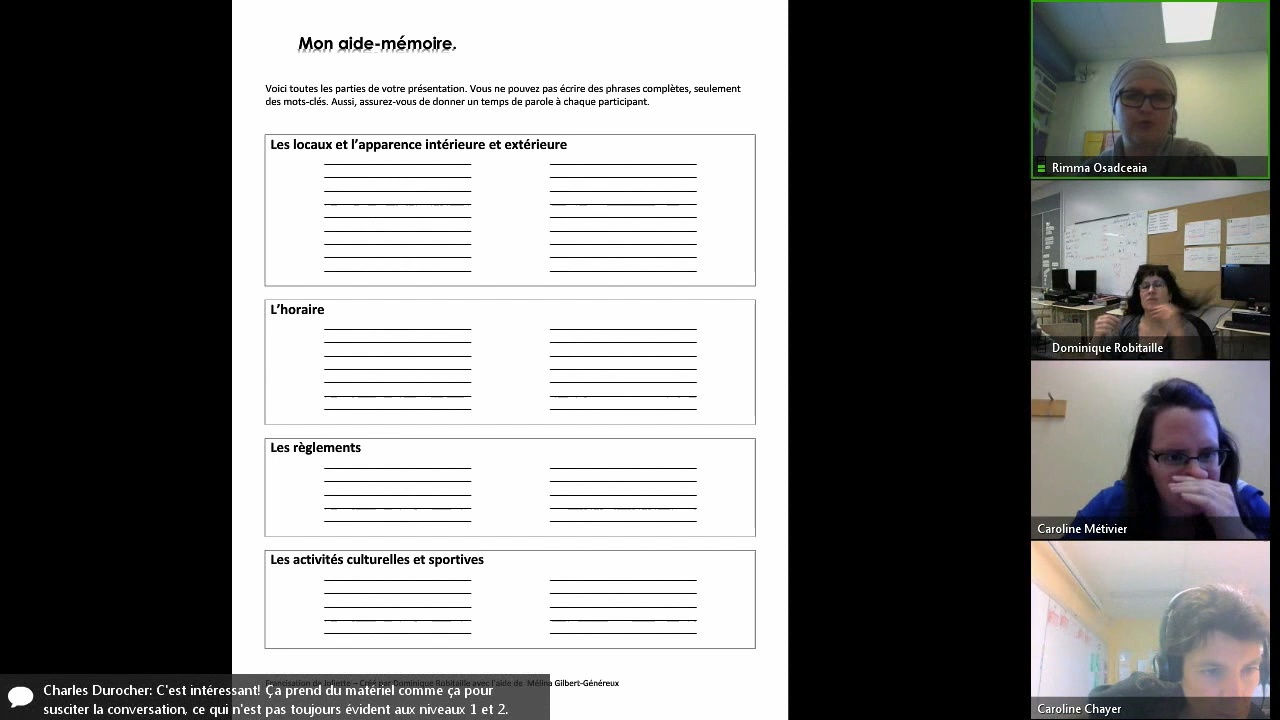 Mon aide-mémoire.
Voici toutes les parties de votre présentation. Vous ne pouvez pas écrire des phrases complètes, seulement
des mots-clés. Aussi, assurez-vous de donner un temps de parole à chaque participant.
Les locaux et l'apparence intérieure et extérieure
L'horaire
Les règlements
Les activités culturelles et sportives
Francisation de Joliette – Créé par Dominique Robitaille avec l'aide de Mélina Gilbert-Généreux
Charles Durocher: C'est intéressant! Ça prend du matériel comme ça pour
susciter la conversation, ce qui n'est pas toujours évident aux niveaux 1 et 2.
Rimma Osadceaia
Dominique Robitaille
Caroline Métivier
Caroline Chayer